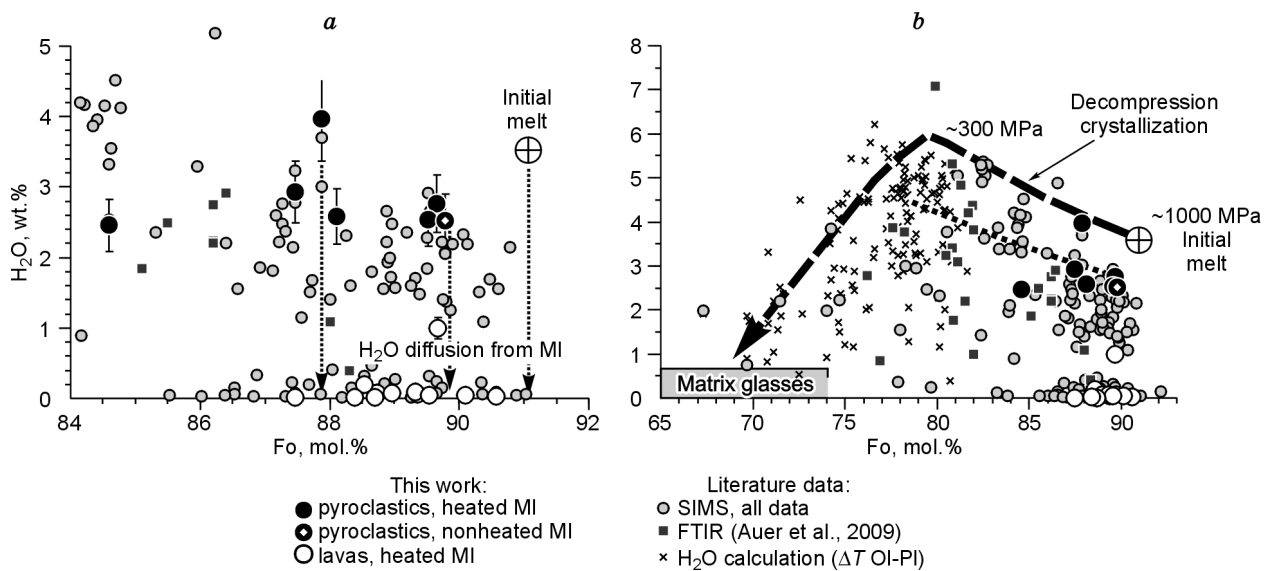 a
5
4
3
2
1
0
H2O, wt.%
Initial
melt
H2O diffusion from MI
84
86
88
90
92
Fo, mol.%
b
8
7
6
5
4
3
2
1
0
Decompression
crystallization
~300 MPa
~1000 MPa
Initial
melt
Matrix glasses
65
70
75
80
85
90
Fo, mol.%
This work:
pyroclastics, heated MI
pyroclastics, nonheated MI
lavas, heated MI
Literature data:
SIMS, all data
FTIR (Auer et al., 2009)
H2O calculation (ΔT Ol-Pl)